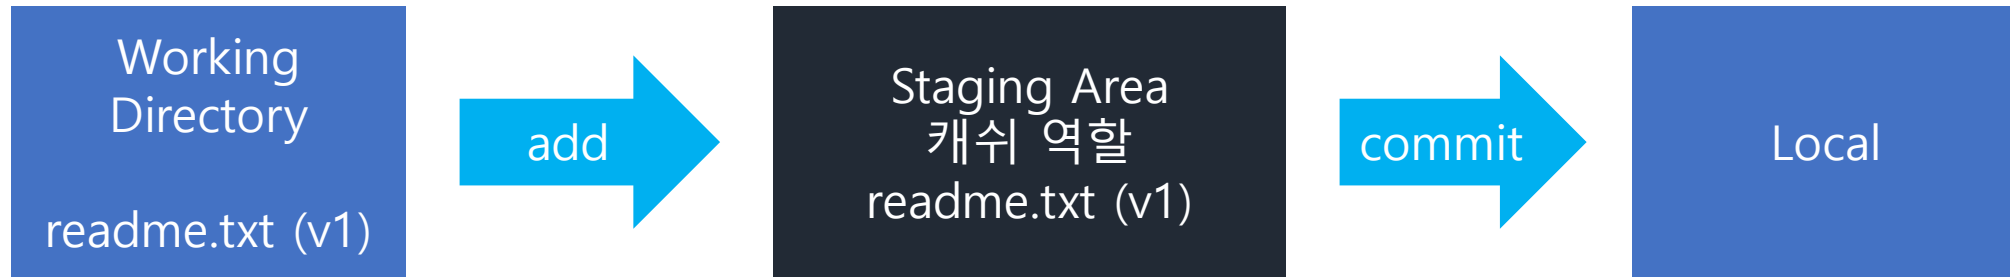 Working
Directory
readme.txt (v1)
add
Staging Area
캐쉬 역할
readme.txt (v1)
commit
Local